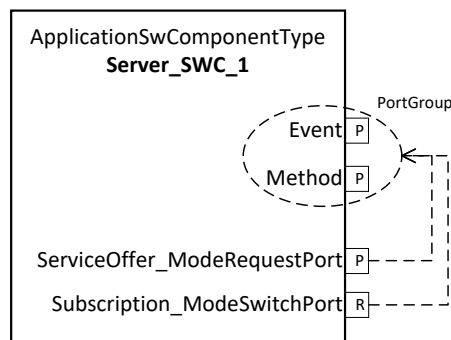 ApplicationSwComponentType
Server_SWC_1
PortGroup
Event P
Method P
ServiceOffer_ModeRequestPort P
Subscription_ModeSwitchPort R